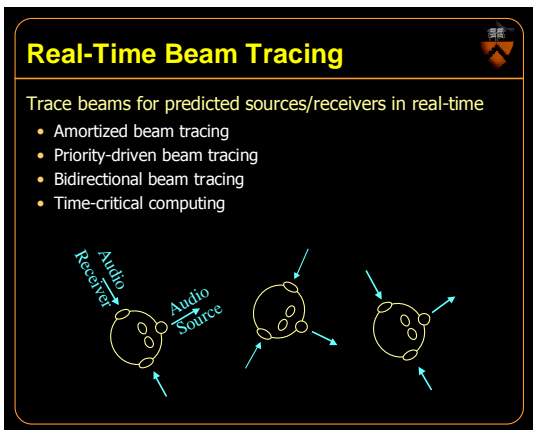 Real-Time Beam Tracing
Trace beams for predicted sources/receivers in real-time
• Amortized beam tracing
• Priority-driven beam tracing
• Bidirectional beam tracing
• Time-critical computing
Audio
Receiver
Audio
Source